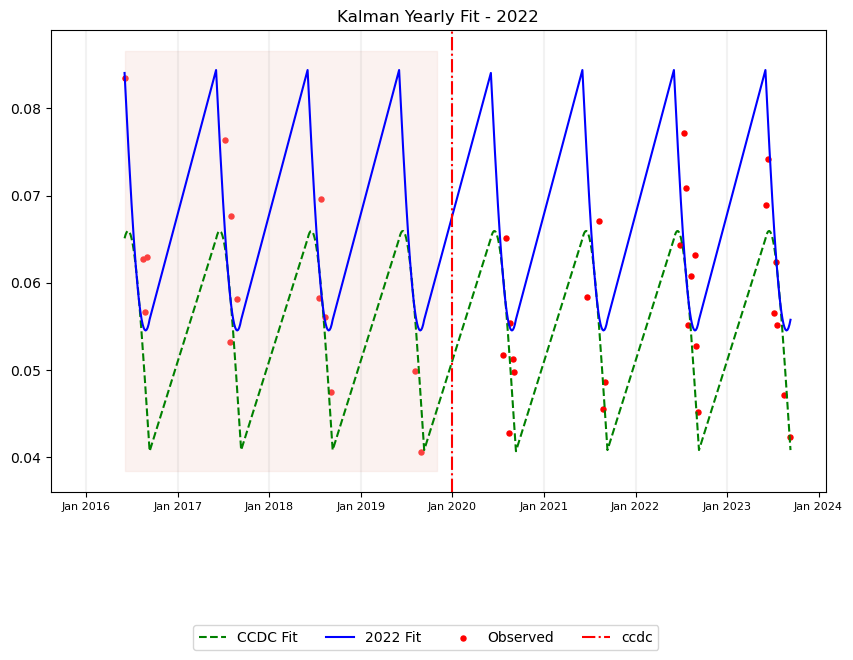 Kalman Yearly Fit - 2022
0.08
0.07
0.06
0.05
0.04
Jan 2016 Jan 2017 Jan 2018 Jan 2019 Jan 2020 Jan 2021 Jan 2022 Jan 2023 Jan 2024
CCDC Fit 2022 Fit Observed ccdc